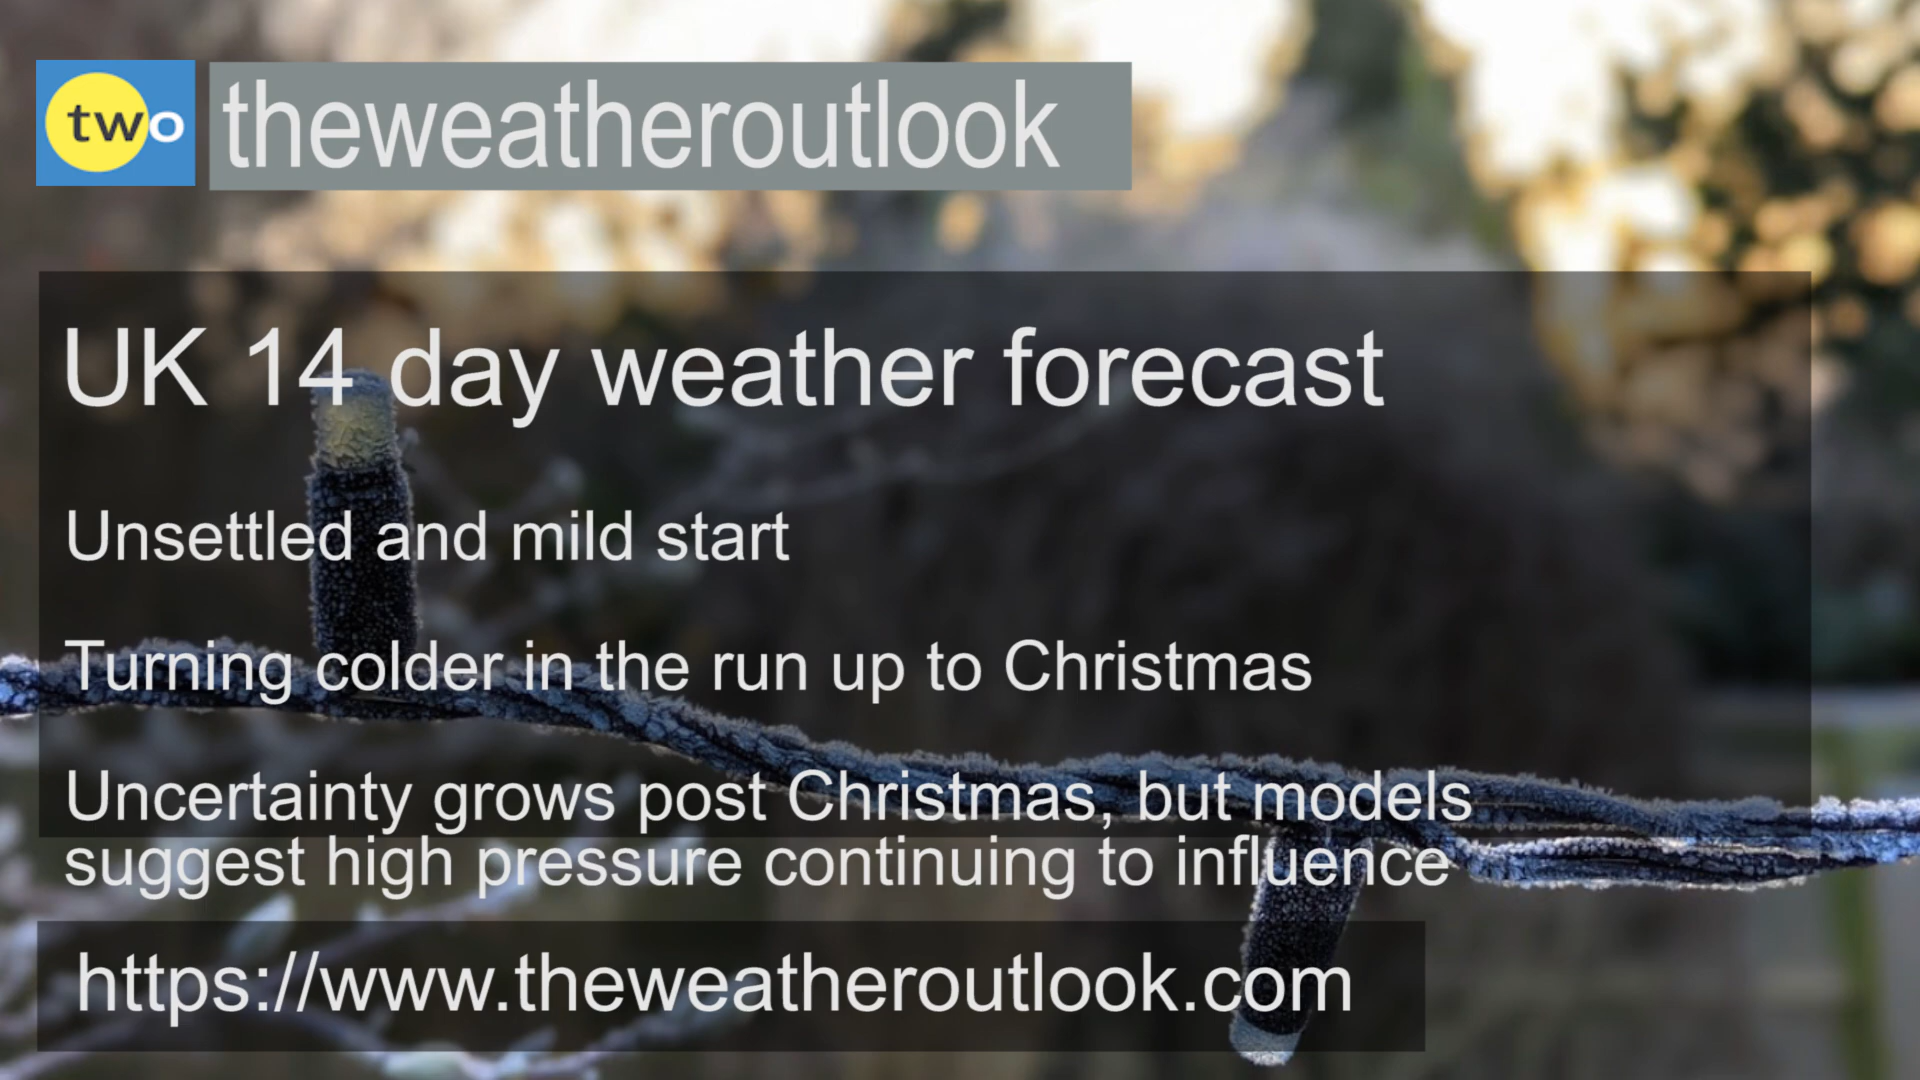 two
theweatheroutlook
UK 14 day weather forecast
Unsettled and mild start
Turning colder in the run up to Christmas
Uncertainty grows post Christmas, but models
suggest high pressure continuing to influence
https://www.theweatheroutlook.com